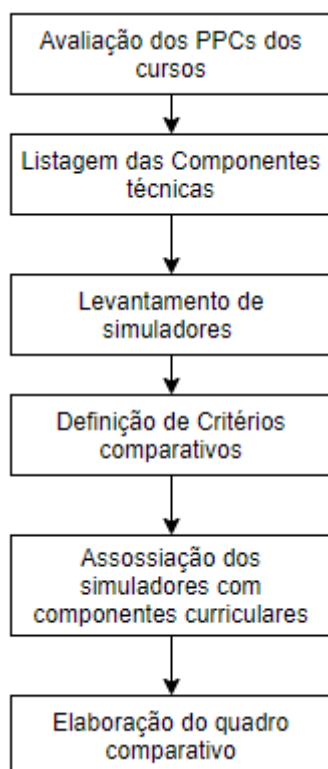 Avaliação dos PPCs dos
cursos
Listagem das Componentes
técnicas
Levantamento de
simuladores
Definição de Critérios
comparativos
Assossiação dos
simuladores com
componentes curriculares
Elaboração do quadro
comparativo